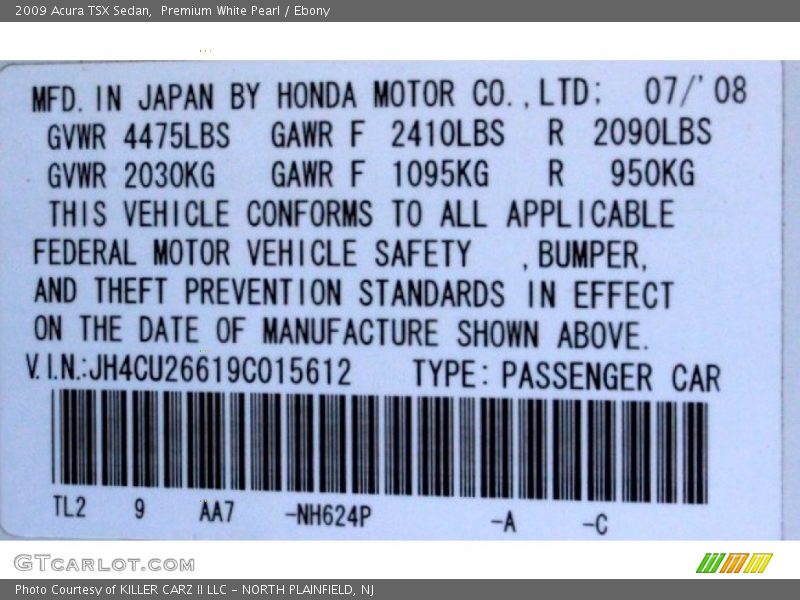 2009 Acura TSX Sedan,  Premium White Pearl / Ebony
MFD. IN JAPAN BY HONDA MOTOR CO., LTD; 07/'08
GVWR 4475LBS GAWR F 2410LBS R 2090LBS
GVWR 2030KG GAWR F 1095KG R 950KG
THIS VEHICLE CONFORMS TO ALL APPLICABLE
FEDERAL MOTOR VEHICLE SAFETY ,BUMPER,
AND THEFT PREVENTION STANDARDS IN EFFECT
ON THE DATE OF MANUFACTURE SHOWN ABOVE.
V.I.N.:JH4CU26619C015612 TYPE: PASSENGER CAR
TL2 9 AA7 -NH624P -A -C
GTCARLOT.COM
Photo Courtesy of KILLER CARZ II LLC - NORTH PLAINFIELD, NJ